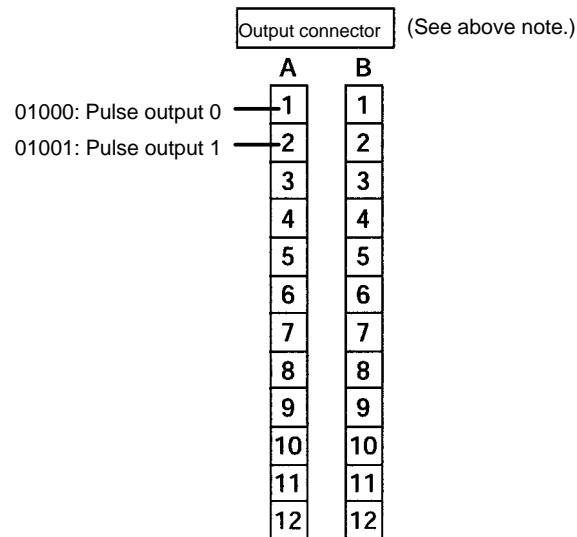 Output connector (See above note.)
A B
01000: Pulse output 0 1 1
01001: Pulse output 1 2 2
3 3
4 4
5 5
6 6
7 7
8 8
9 9
10 10
11 11
12 12